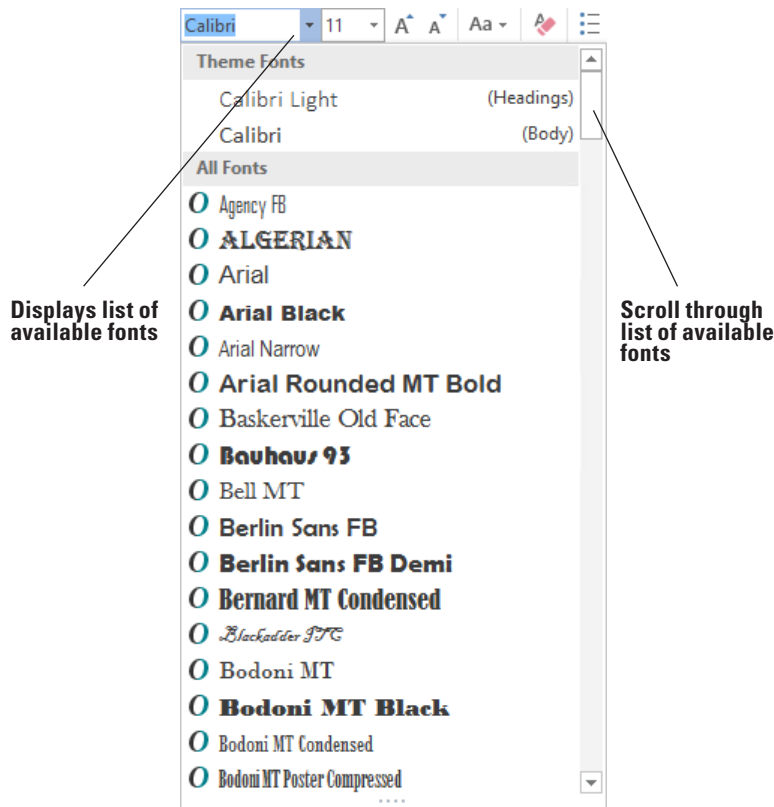 Calibri 11 A A Aa A
Theme Fonts
Calibri Light (Headings)
Calibri (Body)
All Fonts
O Agency FB
O ALGERIAN
O Arial
O Arial Black
O Arial Narrow
O Arial Rounded MT Bold
O Baskerville Old Face
O Bauhaus 93
O Bell MT
O Berlin Sans FB
O Berlin Sans FB Demi
O Bernard MT Condensed
O Blackadder ITC
O Bodoni MT
O Bodoni MT Black
O Bodoni MT Condensed
O Bodoni MT Poster Compressed
Displays list of
available fonts
Scroll through
list of available
fonts